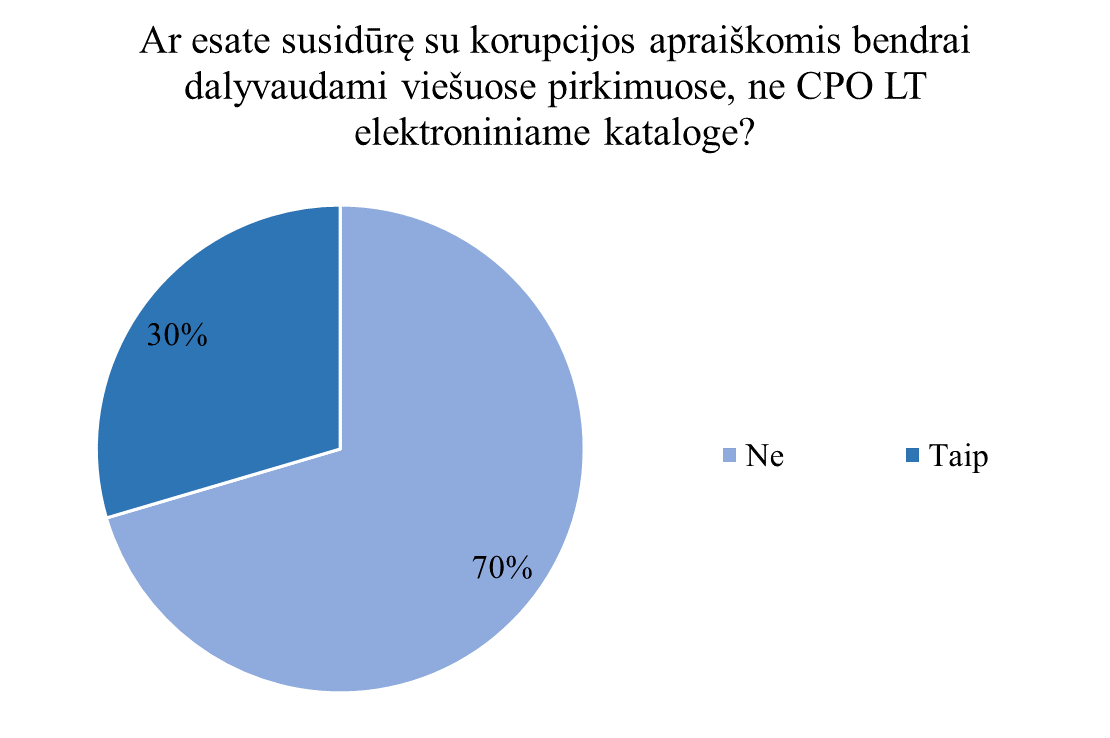 Ar esate susidūrę su korupcijos apraiškomis bendrai
dalyvaudami viešuose pirkimuose, ne CPO LT
elektroniniame kataloge?
30%
Ne
Taip
70%